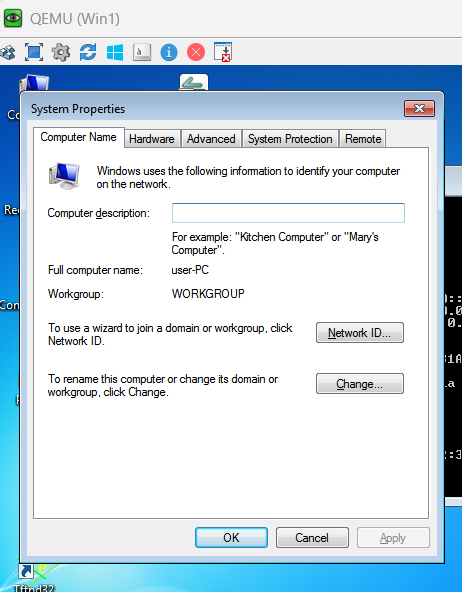 QEMU (Win1)
System Properties
Computer Name
Hardware
Advanced
System Protection
Remote
Windows uses the following information to identify your computer
on the network.
Computer description:
For example: "Kitchen Computer" or "Mary's
Computer".
Full computer name:
user-PC
Workgroup:
WORKGROUP
To use a wizard to join a domain or workgroup, click
Network ID.
Network ID...
To rename this computer or change its domain or
workgroup, click Change.
Change...
OK
Cancel
Apply
Tftpd32